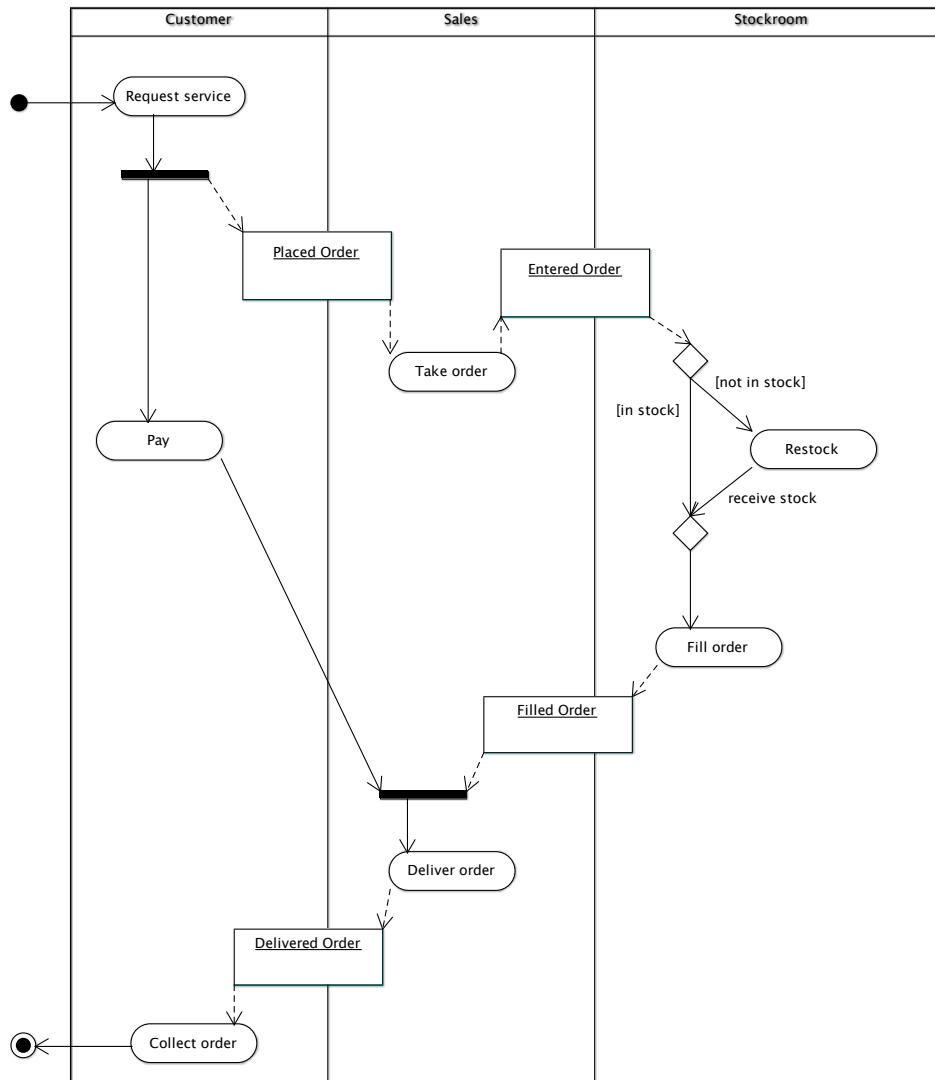 Customer
Sales
Stockroom
Request service
Placed Order
Entered Order
Take order
[not in stock]
[in stock]
Pay
Restock
receive stock
Fill order
Filled Order
Deliver order
Delivered Order
Collect order